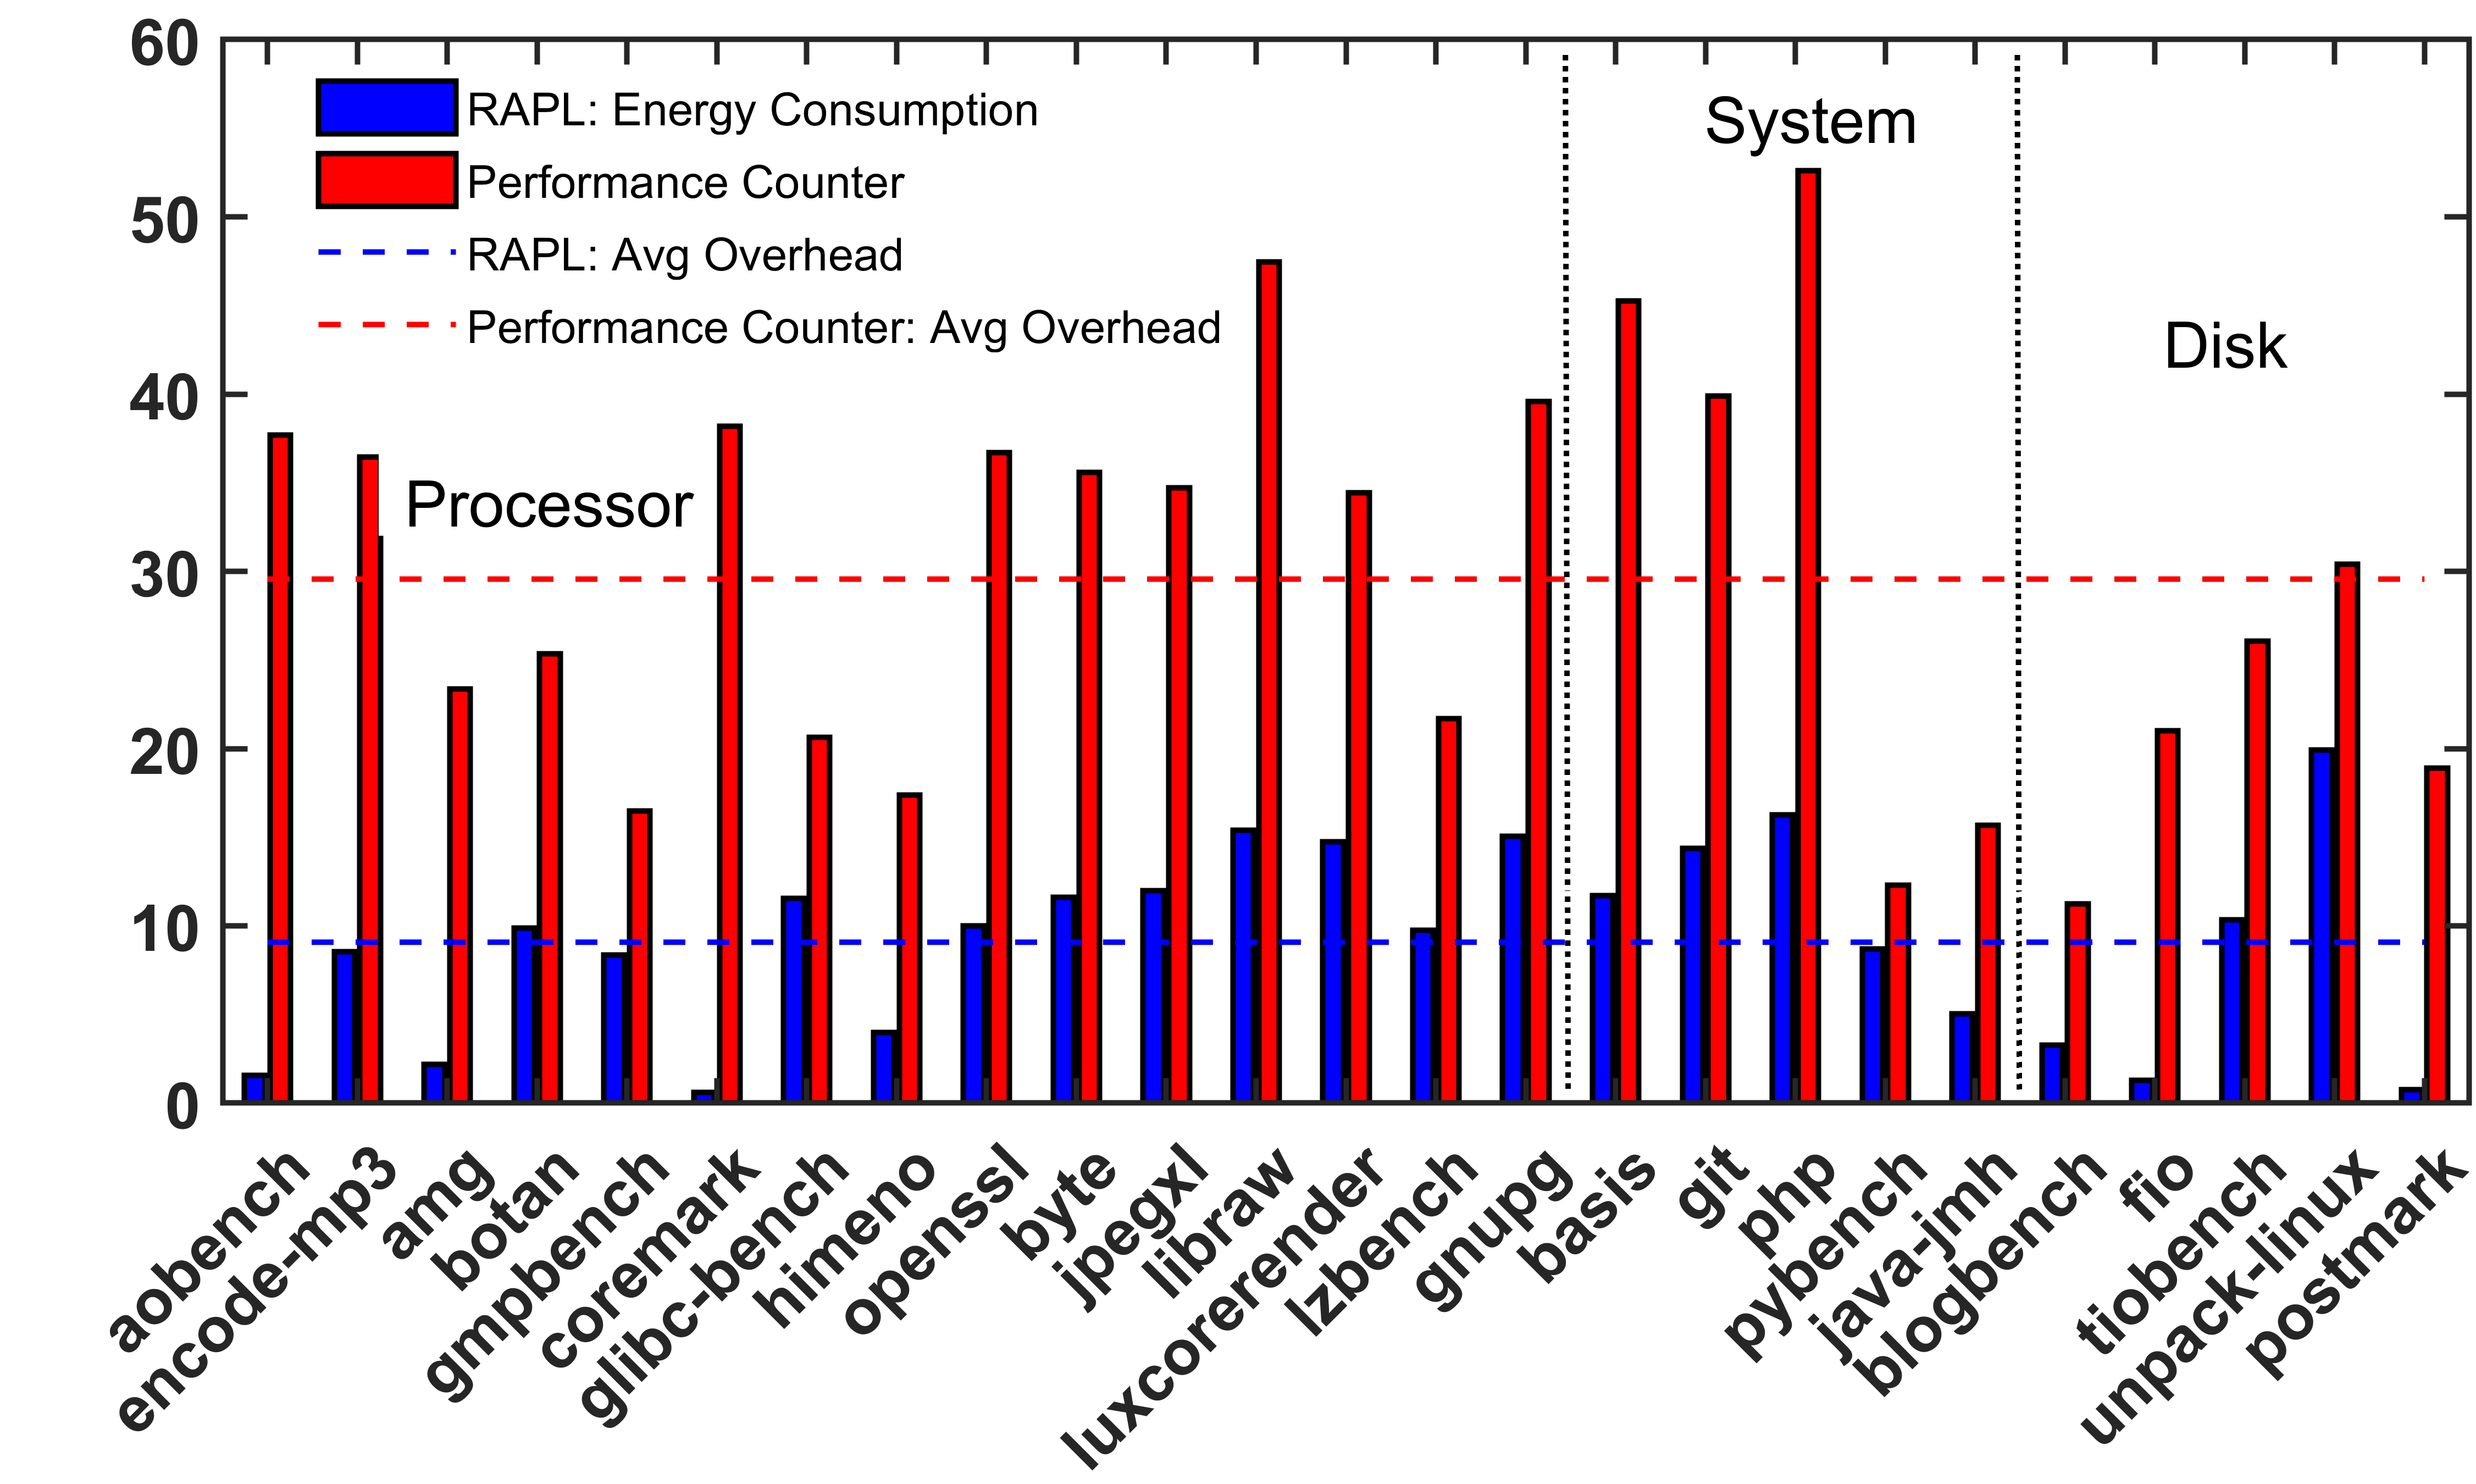 60
50
40
30
20
10
0
RAPL: Energy Consumption
Performance Counter
RAPL: Avg Overhead
Performance Counter: Avg Overhead
Processor
System
Disk
aobench
encode-mp3
amg
botan
gmpbench
coremark
glibc-bench
himeno
openssl
byte
jpegxl
libraw
luxcorerender
lzbench
gnupg
basis
git
php
pybench
java-jmh
blogbench
fio
tiobench
unpack-linux
postmark